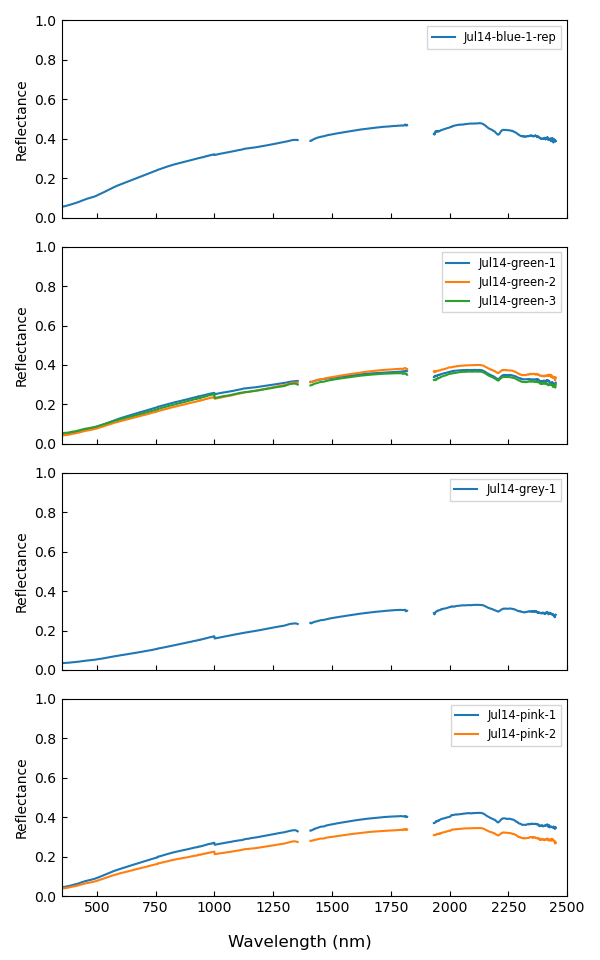 1.0
Jul14-blue-1-rep
0.8
0.6
Reflectance
0.4
0.2
0.0
1.0
Jul14-green-1
Jul14-green-2
Jul14-green-3
0.8
0.6
Reflectance
0.4
0.2
0.0
1.0
Jul14-grey-1
0.8
0.6
Reflectance
0.4
0.2
0.0
1.0
Jul14-pink-1
Jul14-pink-2
0.8
0.6
Reflectance
0.4
0.2
0.0
500 750 1000 1250 1500 1750 2000 2250 2500
Wavelength (nm)